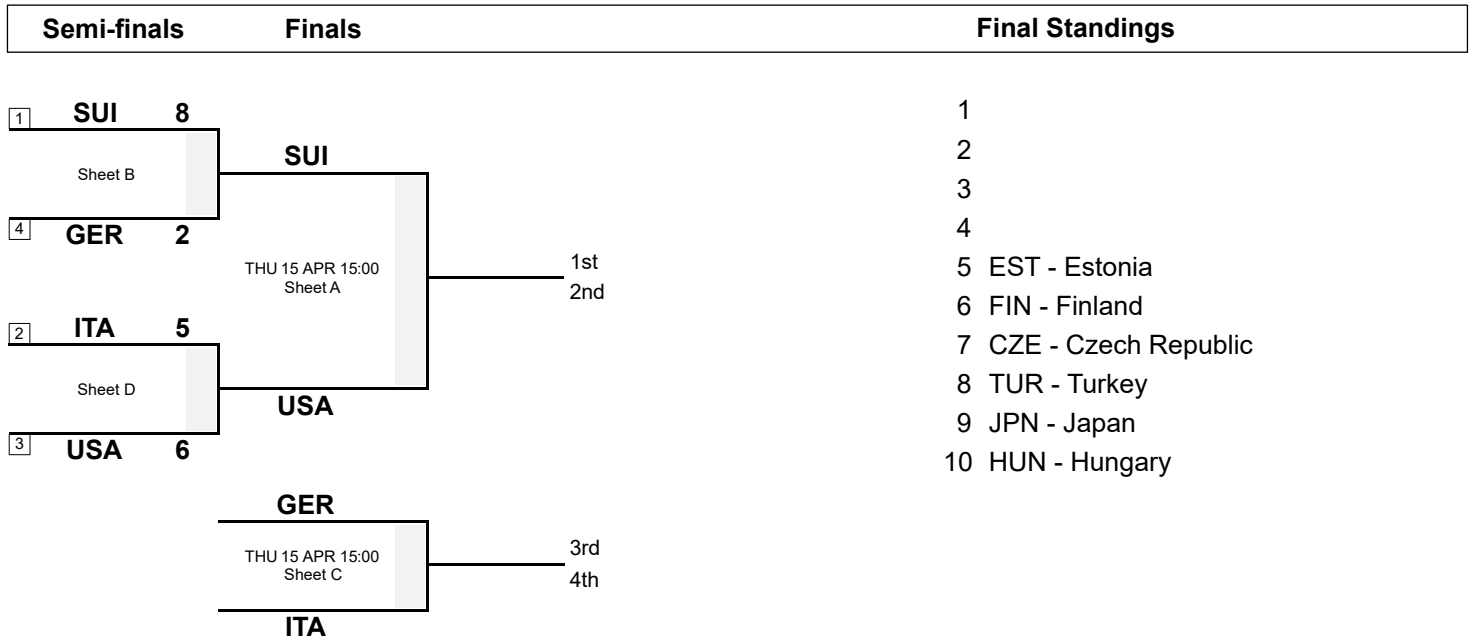 Semi-finals Finals Final Standings
1 SUI 8
Sheet B
4 GER 2
SUI
THU 15 APR 15:00
Sheet A
USA
1st
2nd
2 ITA 5
Sheet D
3 USA 6
GER
THU 15 APR 15:00
Sheet C
ITA
3rd
4th
1
2
3
4
5 EST - Estonia
6 FIN - Finland
7 CZE - Czech Republic
8 TUR - Turkey
9 JPN - Japan
10 HUN - Hungary